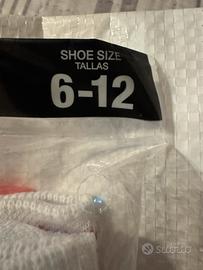 SHOE SIZE
TALLAS
6-12
subito